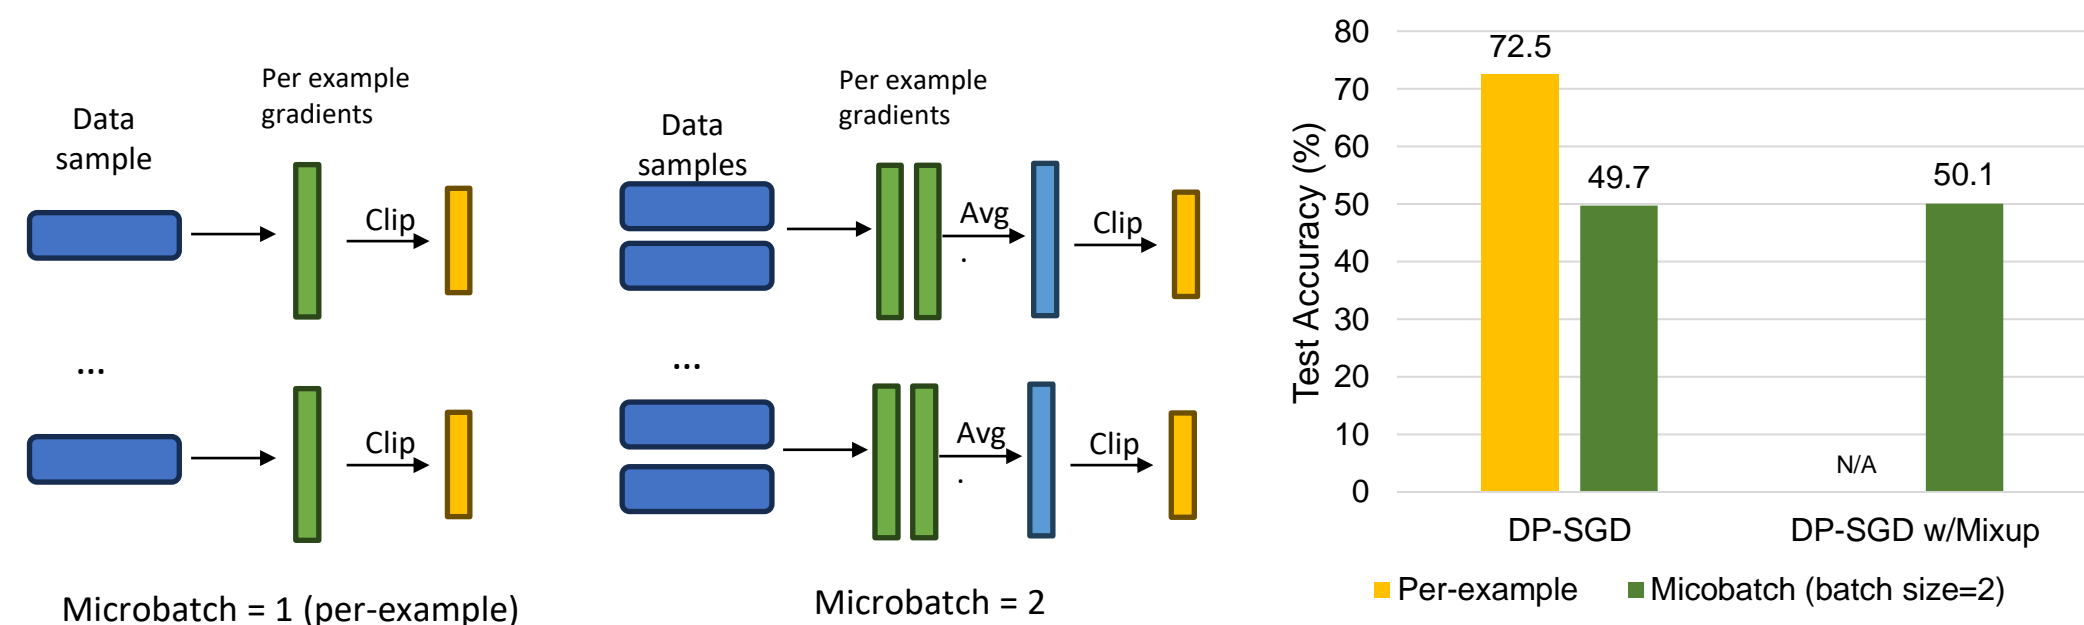 Data
sample
Per example
gradients
Clip
...
Clip
Microbatch = 1 (per-example)
Data
samples
Per example
gradients
Avg
.
Clip
...
Avg
.
Clip
Microbatch = 2
Test Accuracy (%)
80
70
60
50
40
30
20
10
0
72.5
49.7
N/A
50.1
DP-SGD
DP-SGD w/Mixup
Per-example
Micobatch (batch size=2)